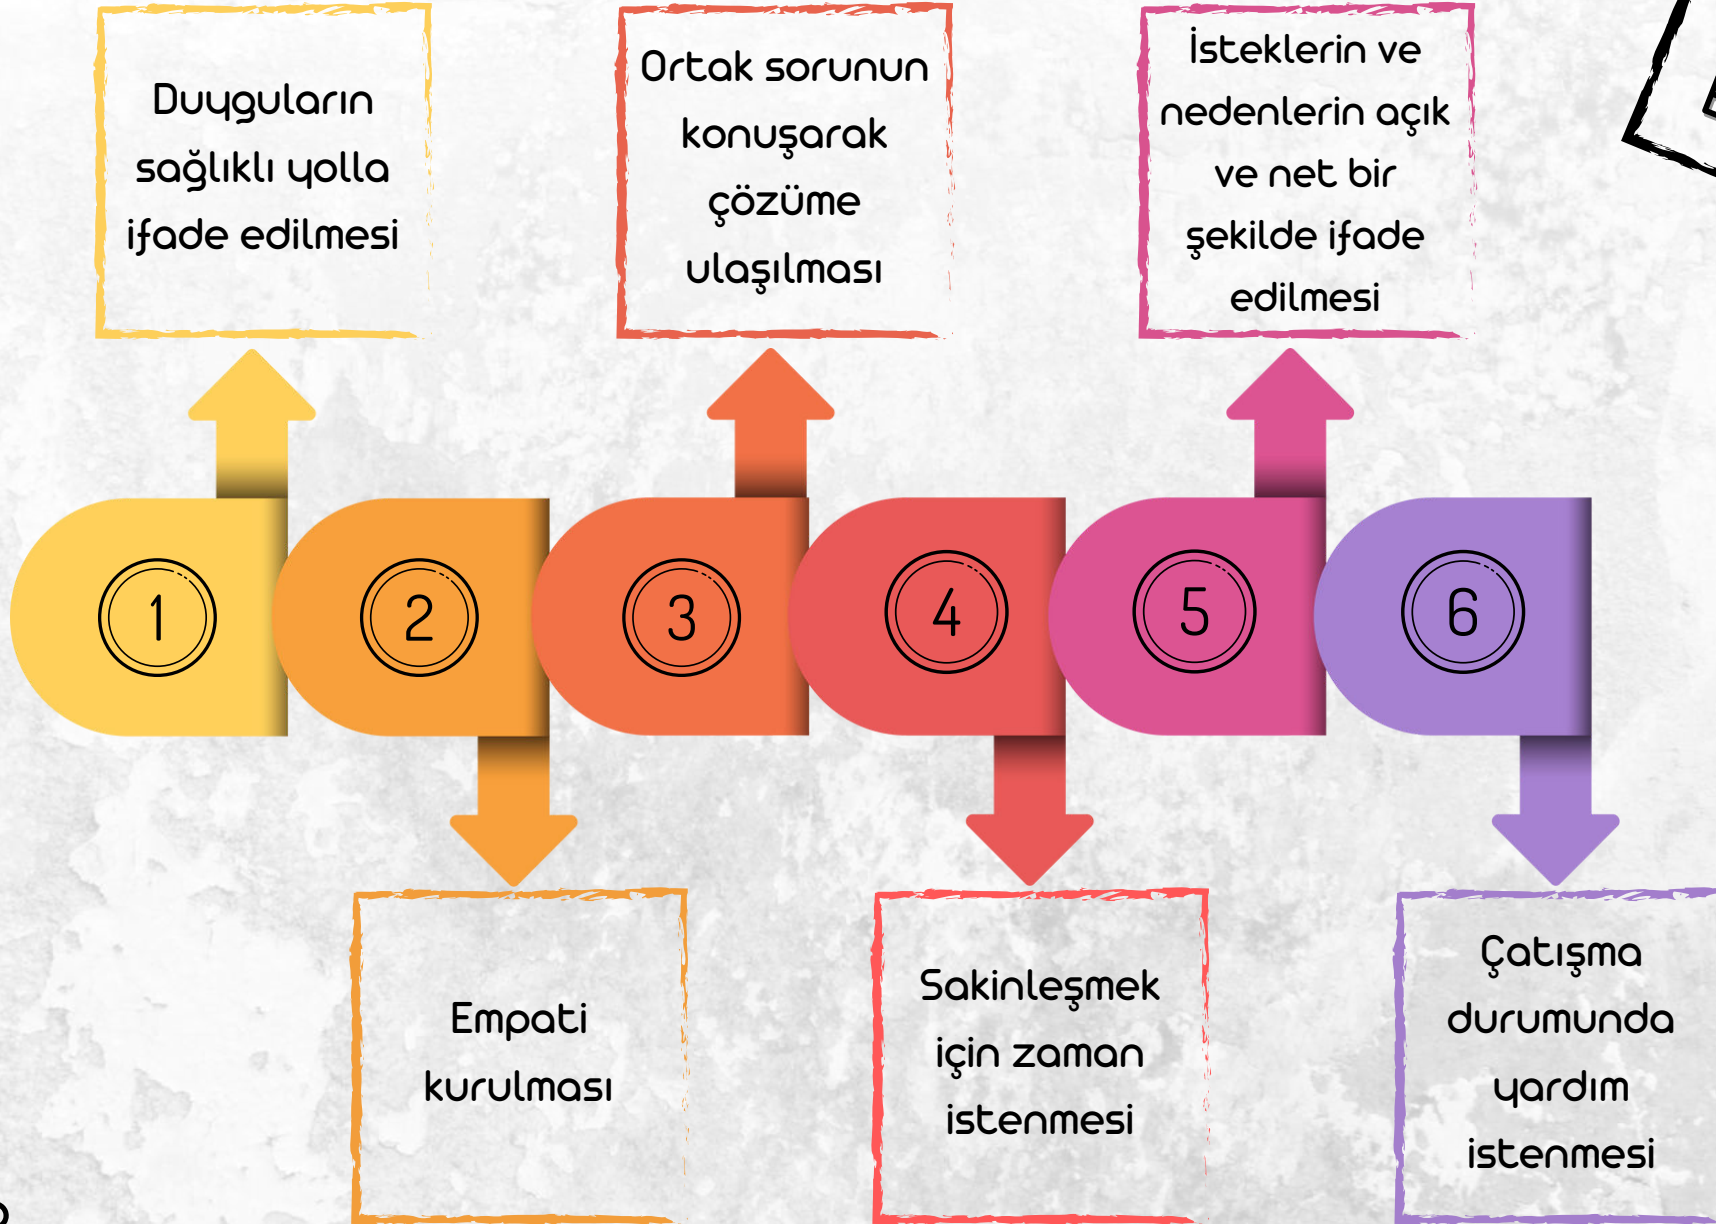 Duyguların
sağlıklı yolla
ifade edilmesi
Ortak sorunun
konuşarak
çözüme
ulaşılması
İsteklerin ve
nedenlerin açık
ve net bir
şekilde ifade
edilmesi
1
2
3
4
5
6
Empati
kurulması
Sakinleşmek
için zaman
istenmesi
Çatışma
durumunda
yardım
istenmesi